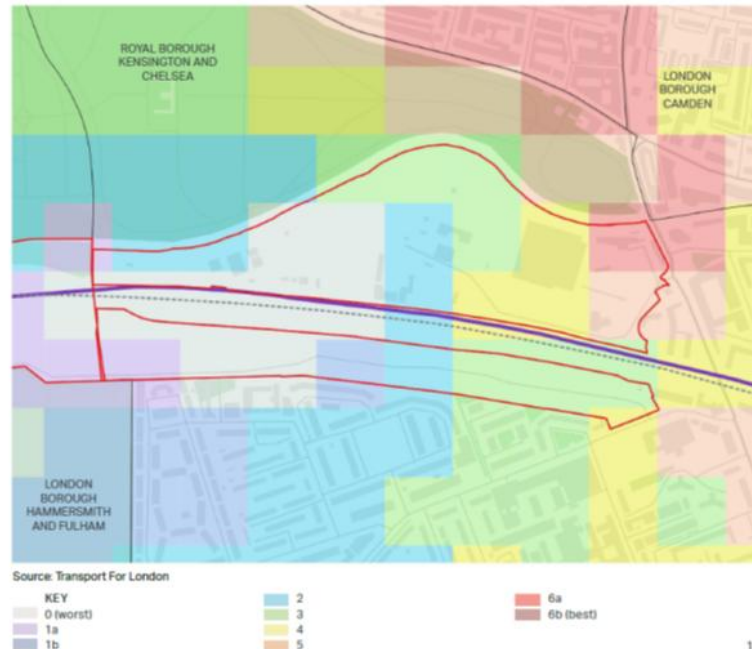 ROYAL BOROUGH
KENSINGTON AND
CHELSEA
LONDON
BOROUGH
CAMDEN
LONDON
BOROUGH
HAMMERSMITH
AND FULHAM
Source: Transport For London
KEY
0 (worst)
1a
1b
2
3
4
5
6a
6b (best)
1